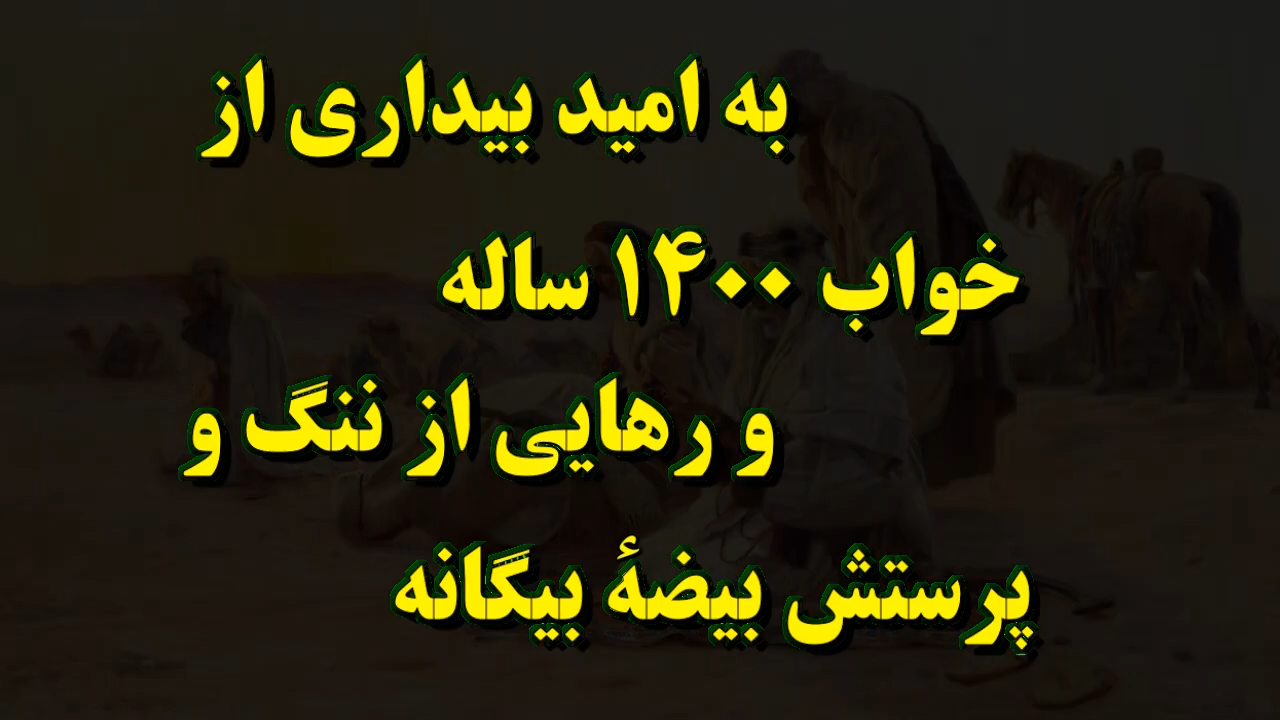 به امید بیداری از
خواب ۱۴۰۰ ساله
و رهایی از ننگ و
پرستش بیضهٔ بیگانه